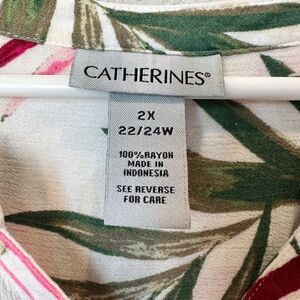 CATHERINES®
2X
22/24W
100% RAYON
MADE IN
INDONESIA
SEE REVERSE
FOR CARE